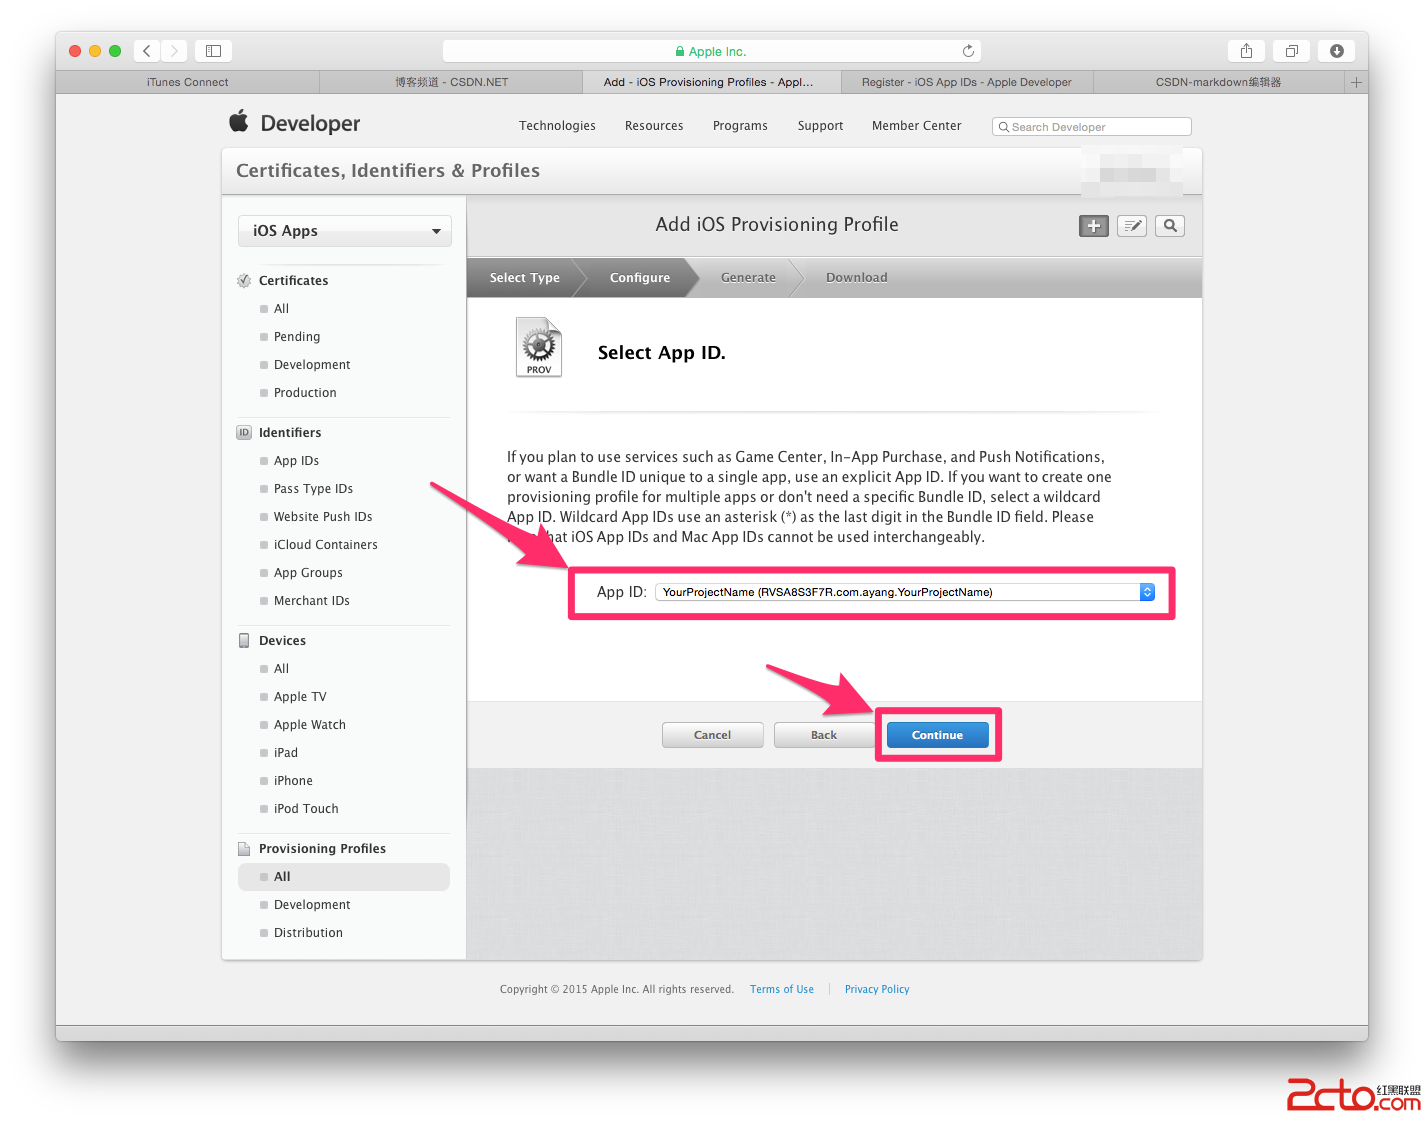 Apple Inc.
iTunes Connect
博客频道 - CSDN.NET
Add - iOS Provisioning Profiles - Appl...
Register - iOS App IDs - Apple Developer
CSDN-markdown编辑器
Developer
Technologies
Resources
Programs
Support
Member Center
Search Developer
Certificates, Identifiers & Profiles
iOS Apps
Certificates
All
Pending
Development
Production
ID Identifiers
App IDs
Pass Type IDs
Website Push IDs
iCloud Containers
App Groups
Merchant IDs
Devices
All
Apple TV
Apple Watch
iPad
iPhone
iPod Touch
Provisioning Profiles
All
Development
Distribution
Add iOS Provisioning Profile
Select Type
Configure
Generate
Download
PROV
Select App ID.
If you plan to use services such as Game Center, In-App Purchase, and Push Notifications,
or want a Bundle ID unique to a single app, use an explicit App ID. If you want to create one
provisioning profile for multiple apps or don't need a specific Bundle ID, select a wildcard
App ID. Wildcard App IDs use an asterisk (*) as the last digit in the Bundle ID field. Please
that iOS App IDs and Mac App IDs cannot be used interchangeably.
App ID: YourProjectName (RVSA8S3F7R.com.ayang.YourProjectName)
Cancel
Back
Continue
Copyright © 2015 Apple Inc. All rights reserved.
Terms of Use
Privacy Policy
2cto.com
红黑联盟